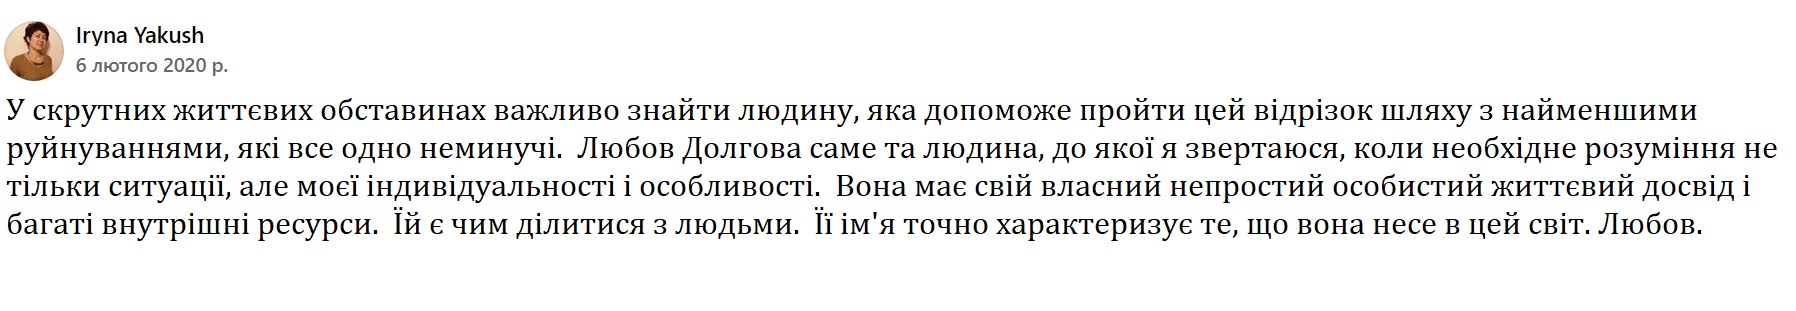 Iryna Yakush
6 лютого 2020 р.
У скрутних життєвих обставинах важливо знайти людину, яка допоможе пройти цей відрізок шляху з найменшими
руйнуваннями, які все одно неминучі.  Любов Долгова саме та людина, до якої я звертаюся, коли необхідне розуміння не
тільки ситуації, але моєї індивідуальності і особливості.  Вона має свій власний непростий особистий життєвий досвід і
багаті внутрішні ресурси.  Їй є чим ділитися з людьми.  Її ім'я точно характеризує те, що вона несе в цей світ. Любов.